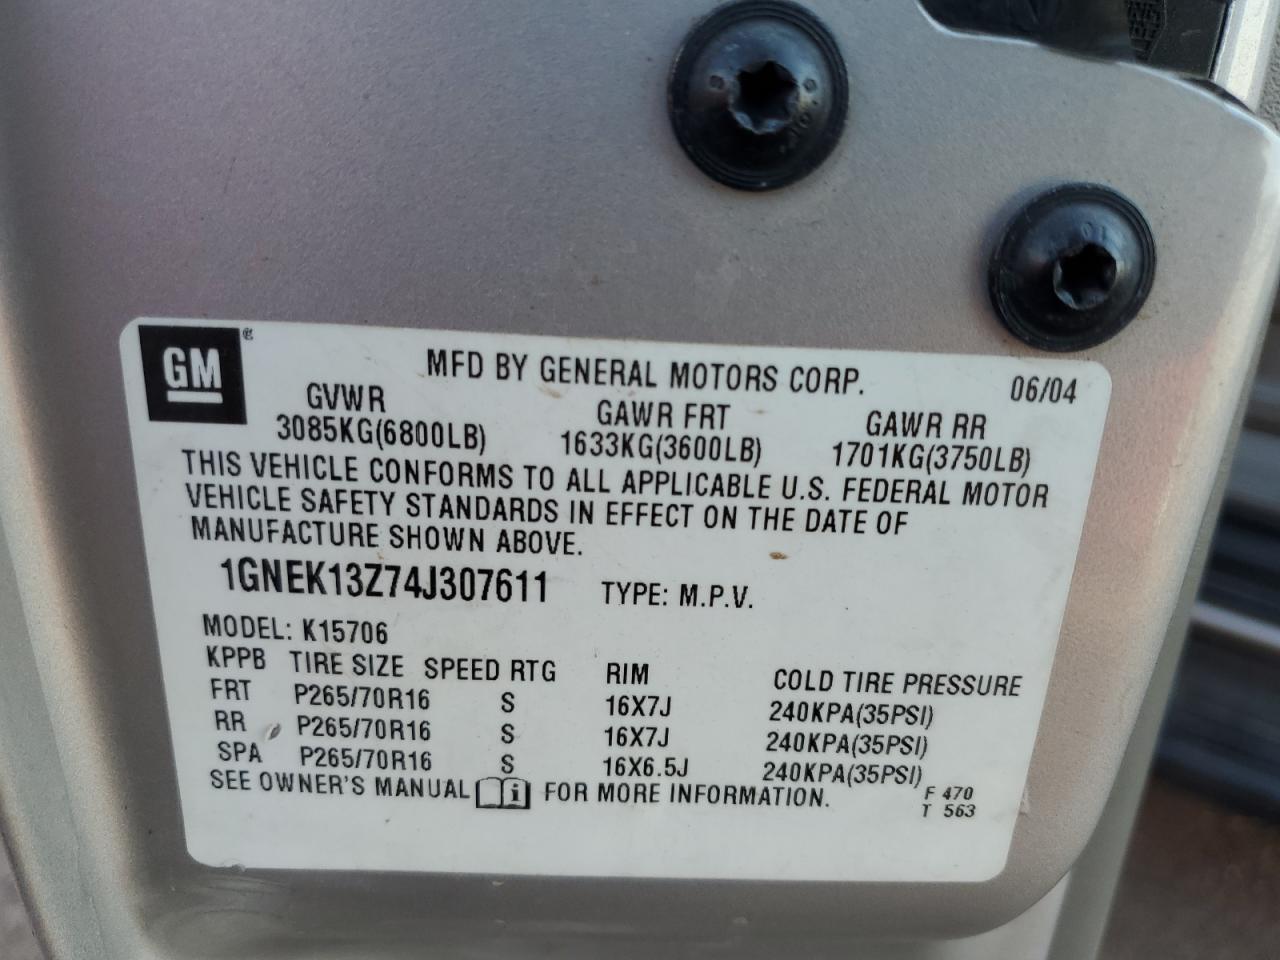 GM
MFD BY GENERAL MOTORS CORP. 06/04
GVWR GAWR FRT GAWR RR
3085KG(6800LB) 1633KG(3600LB) 1701KG(3750LB)
THIS VEHICLE CONFORMS TO ALL APPLICABLE U.S. FEDERAL MOTOR
VEHICLE SAFETY STANDARDS IN EFFECT ON THE DATE OF
MANUFACTURE SHOWN ABOVE.
1GNEK13Z74J307611 TYPE: M.P.V.
MODEL: K15706
KPPB TIRE SIZE SPEED RTG RIM COLD TIRE PRESSURE
FRT P265/70R16 S 16X7J 240KPA(35PSI)
RR P265/70R16 S 16X7J 240KPA(35PSI)
SPA P265/70R16 S 16X6.5J 240KPA(35PSI)
SEE OWNER'S MANUAL i FOR MORE INFORMATION. F 470
T 563